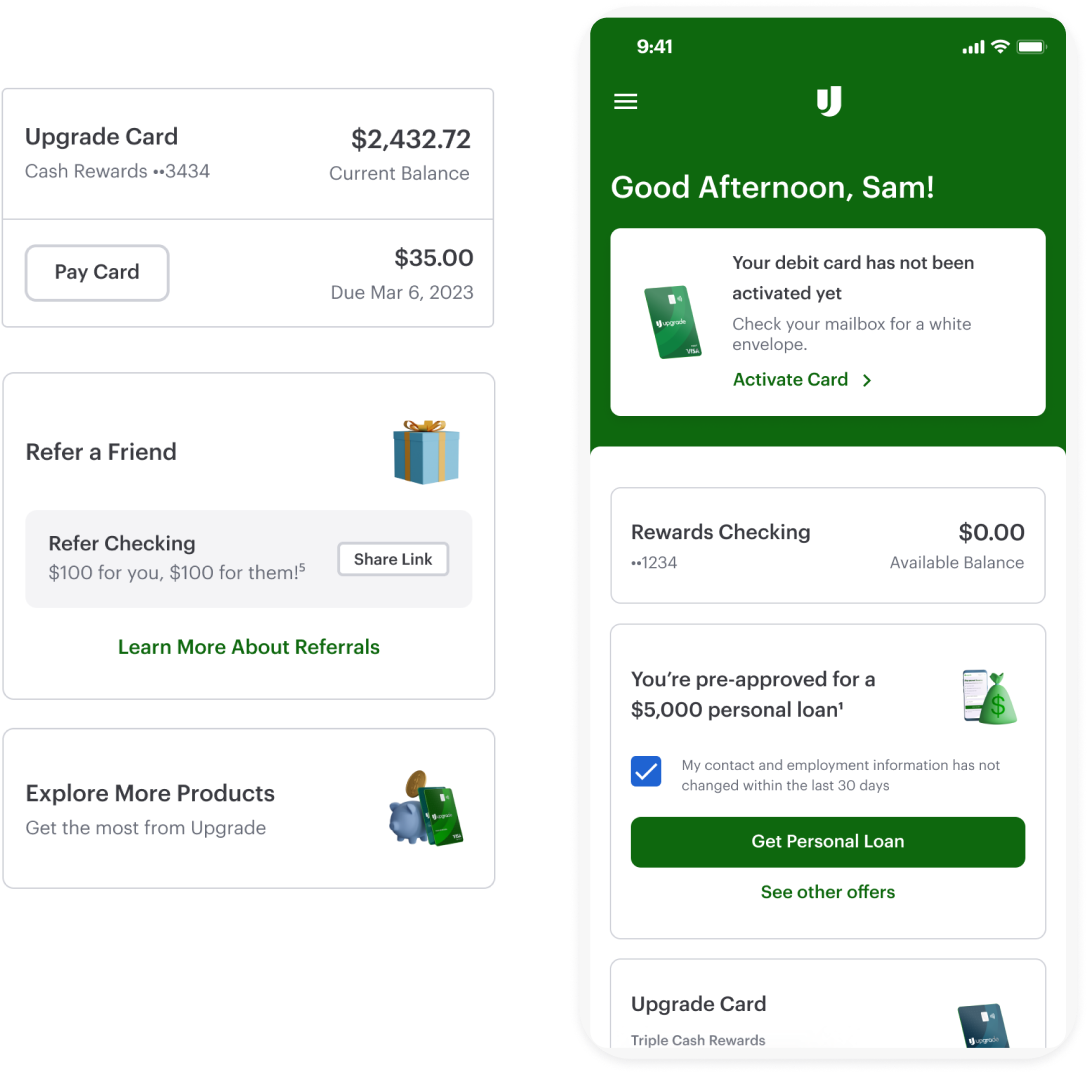 Upgrade Card
$2,432.72
Cash Rewards ••3434
Current Balance
Pay Card
$35.00
Due Mar 6, 2023
Refer a Friend
Refer Checking
$100 for you, $100 for them!⁵
Share Link
Learn More About Referrals
Explore More Products
Get the most from Upgrade
upgrade
VISA
9:41
Good Afternoon, Sam!
Your debit card has not been
activated yet
Check your mailbox for a white
envelope.
Activate Card
upgrade
VISA
Rewards Checking
$0.00
••1234
Available Balance
You’re pre-approved for a
$5,000 personal loan¹
$
My contact and employment information has not
changed within the last 30 days
Get Personal Loan
See other offers
Upgrade Card
Triple Cash Rewards
upgrade